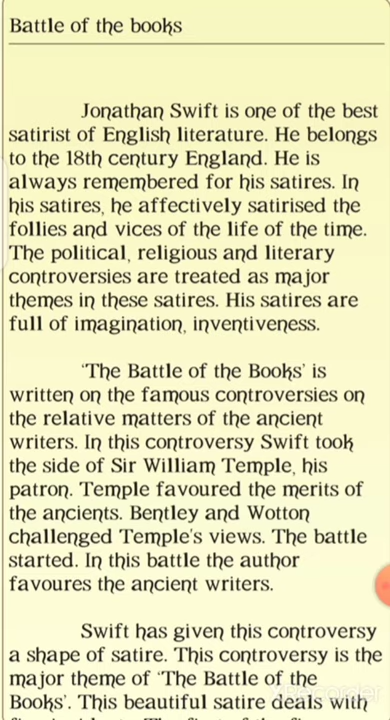 Battle of the books
Jonathan Swift is one of the best
satirist of English literature. He belongs
to the 18th century England. He is
always remembered for his satires. In
his satires, he affectively satirised the
follies and vices of the life of the time.
The political, religious and literary
controversies are treated as major
themes in these satires. His satires are
full of imagination, inventiveness.
'The Battle of the Books' is
written on the famous controversies on
the relative matters of the ancient
writers. In this controversy Swift took
the side of Sir William Temple, his
patron. Temple favoured the merits of
the ancients. Bentley and Wotton
challenged Temple's views. The battle
started. In this battle the author
favoures the ancient writers.
Swift has given this controversy
a shape of satire. This controversy is the
major theme of 'The Battle of the
Books'. This beautiful satire deals with